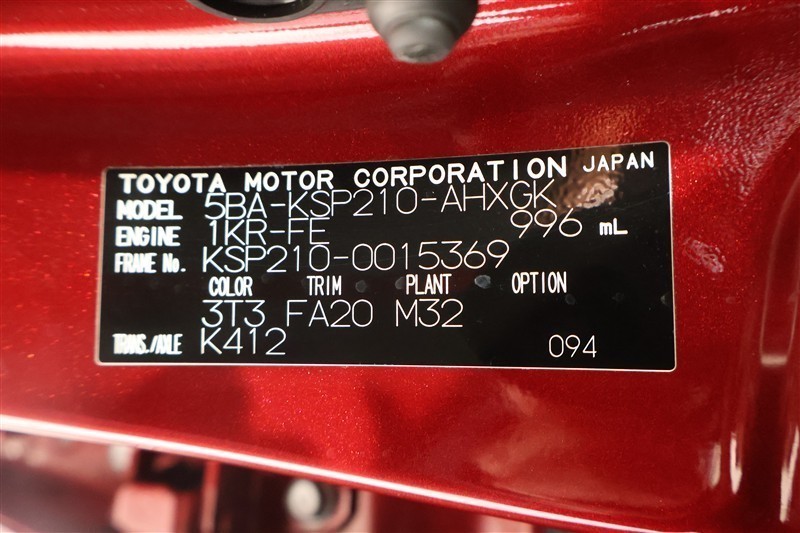 TOYOTA MOTOR CORPORATION JAPAN
MODEL 5BA-KSP210-AHXGK
ENGINE 1KR-FE 996 mL
FRAME No. KSP210-0015369
COLOR TRIM PLANT OPTION
3T3 FA20 M32
TRANS./AXLE K412 094